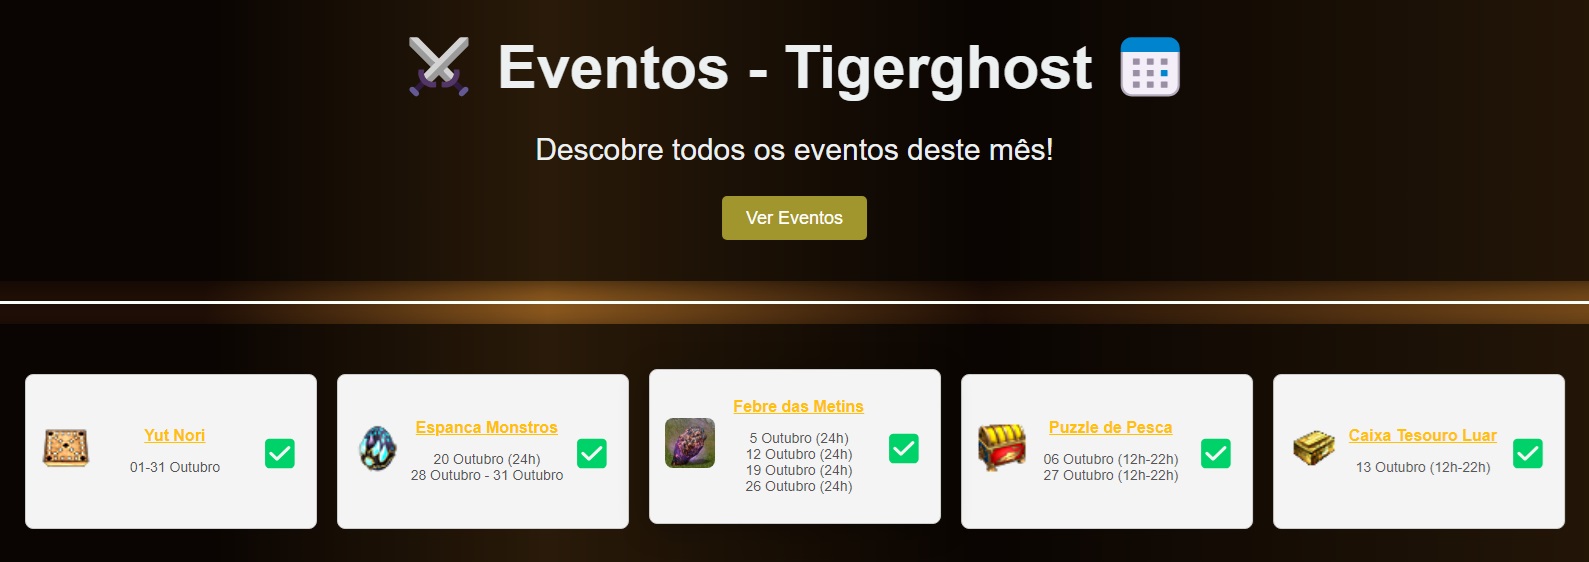 Eventos - Tigerghost
Descobre todos os eventos deste mês!
Ver Eventos
Yut Nori
01-31 Outubro
Espanca Monstros
20 Outubro (24h)
28 Outubro - 31 Outubro
Febre das Metins
5 Outubro (24h)
12 Outubro (24h)
19 Outubro (24h)
26 Outubro (24h)
Puzzle de Pesca
06 Outubro (12h-22h)
27 Outubro (12h-22h)
Caixa Tesouro Luar
13 Outubro (12h-22h)